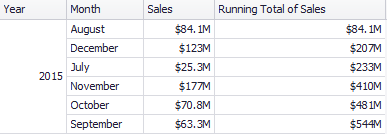 Year Month Sales Running Total of Sales
August $84.1M $84.1M
December $123M $207M
July $25.3M $233M
2015 November $177M $410M
October $70.8M $481M
September $63.3M $544M